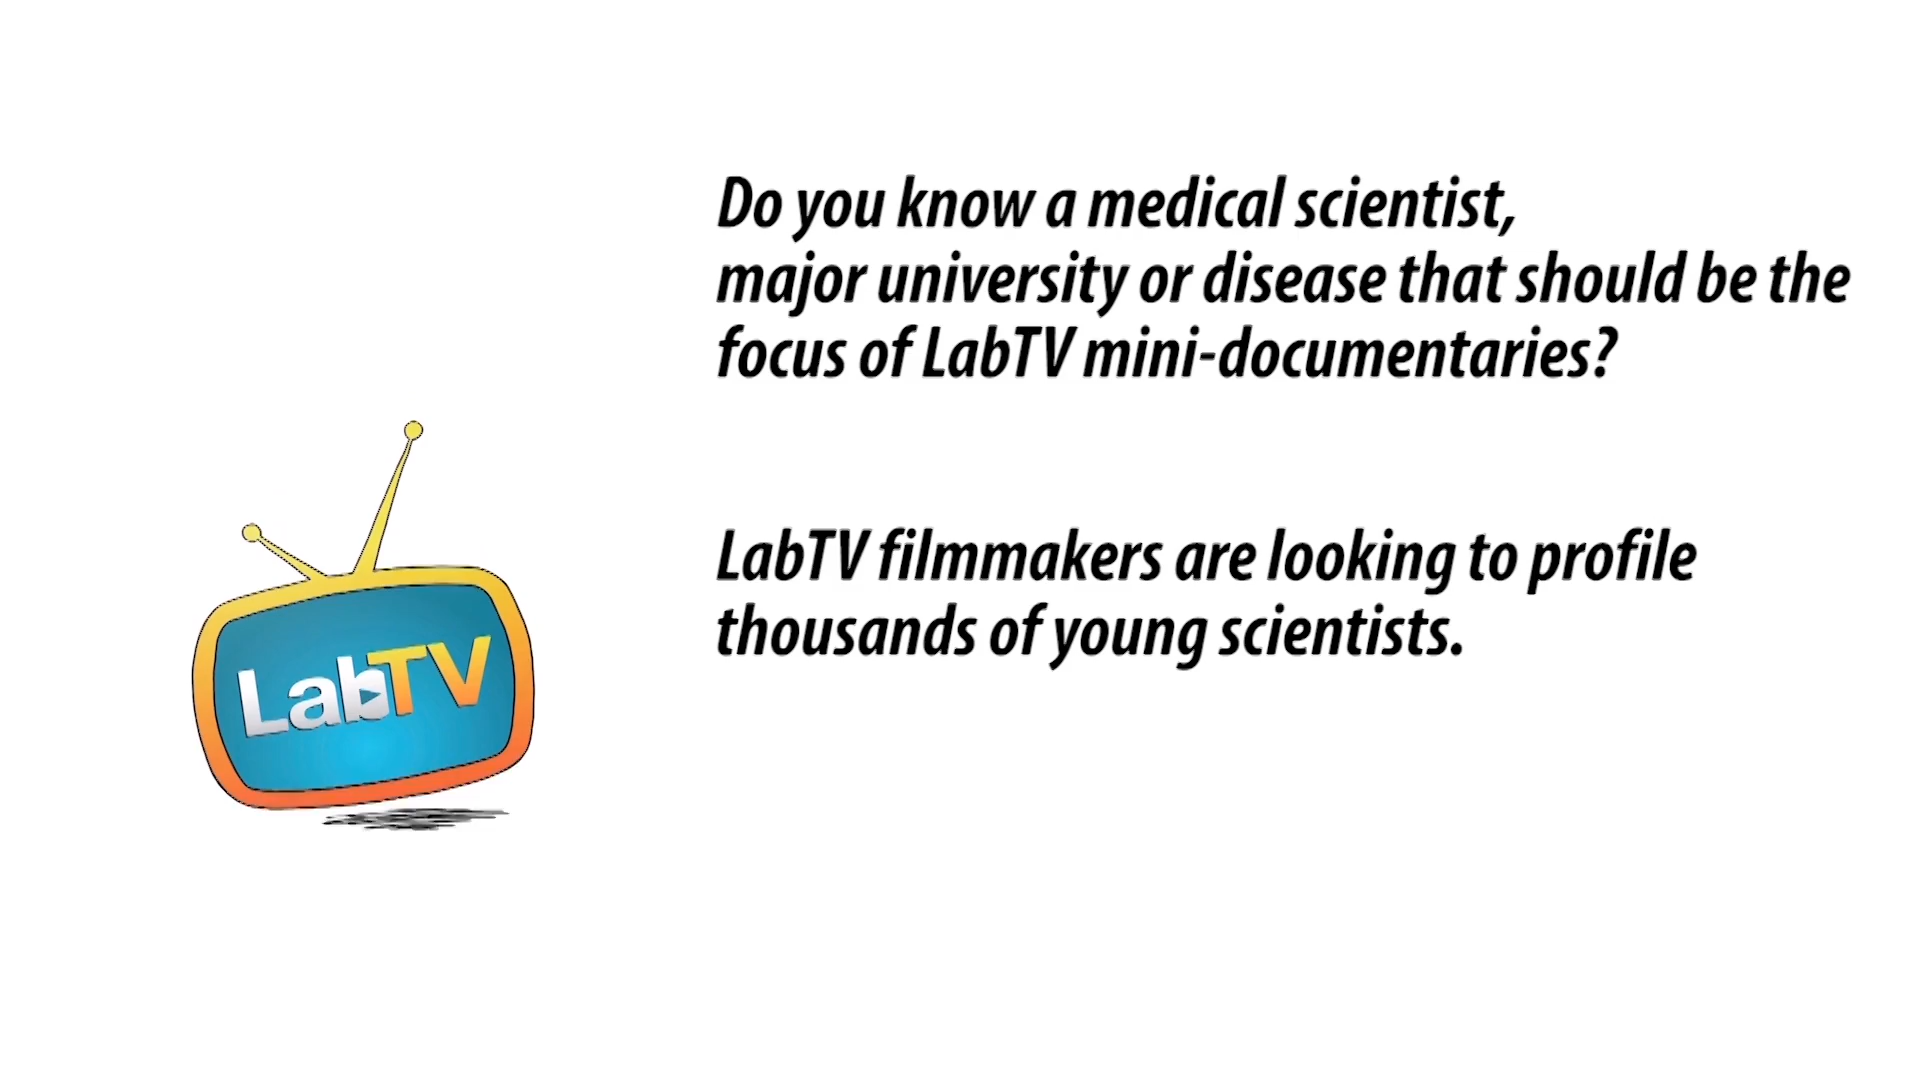 Do you know a medical scientist,
major university or disease that should be the
focus of LabTV mini-documentaries?
LabTV filmmakers are looking to profile
thousands of young scientists.
LabTV